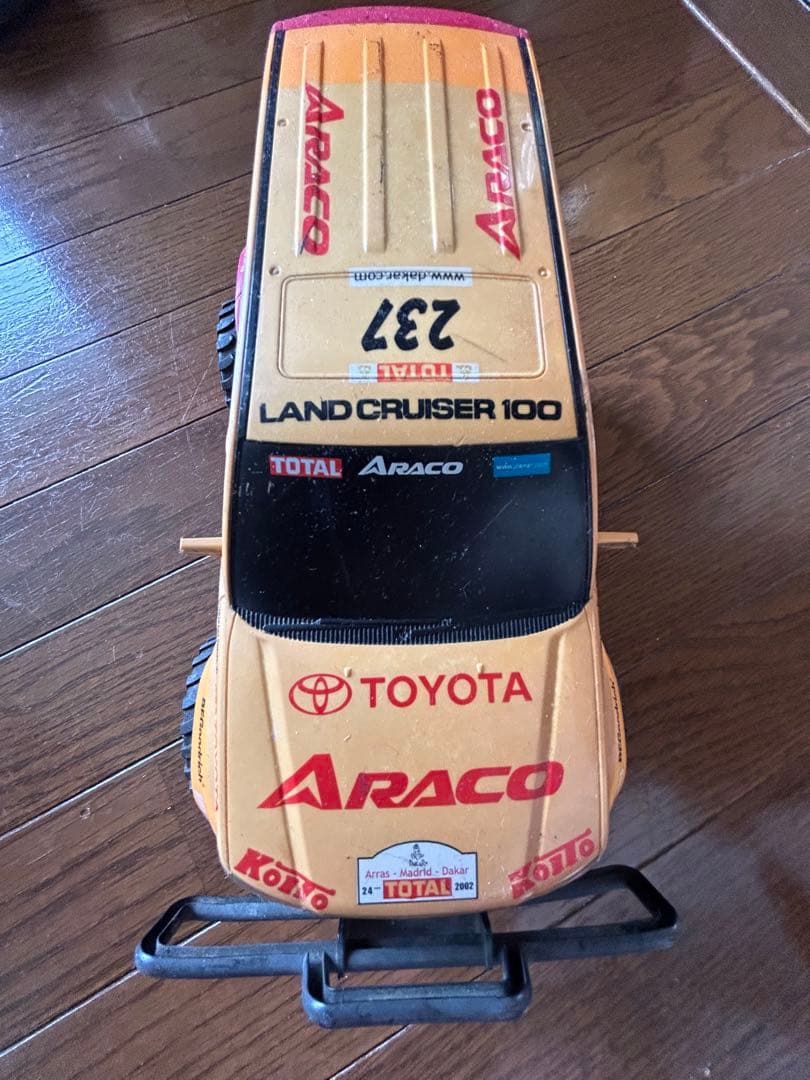 ARACO
ARACO
www.dakar.com
237
TOTAL
LAND CRUISER 100
TOTAL ARACO
TOYOTA
ARACO
BFGoodrich
KOITO KOITO
Arras - Madrid - Dakar
24 TOTAL 2002